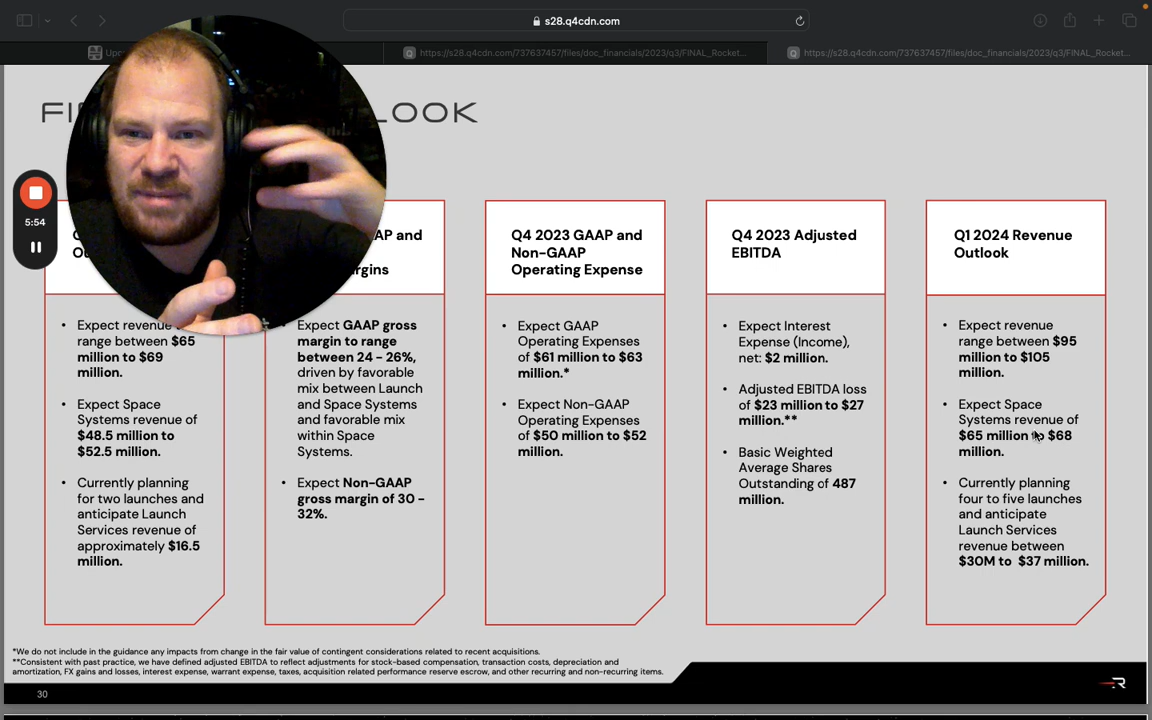 s28.q4cdn.com
https://s28.q4cdn.com/737637457/files/doc_financials/2023/q3/FINAL_Rocket...
https://s28.q4cdn.com/737637457/files/doc_financials/2023/q3/FINAL_Rocket...
LOOK
5:54
Expect revenue
range between $65
million to $69
million.
• Expect Space
Systems revenue of
$48.5 million to
$52.5 million.
• Currently planning
for two launches and
anticipate Launch
Services revenue of
approximately $16.5
million.
AP and
rgins
• Expect GAAP gross
margin to range
between 24 - 26%,
driven by favorable
mix between Launch
and Space Systems
and favorable mix
within Space
Systems.
• Expect Non-GAAP
gross margin of 30 -
32%.
Q4 2023 GAAP and
Non-GAAP
Operating Expense
• Expect GAAP
Operating Expenses
of $61 million to $63
million.*
• Expect Non-GAAP
Operating Expenses
of $50 million to $52
million.
Q4 2023 Adjusted
EBITDA
• Expect Interest
Expense (Income),
net: $2 million.
• Adjusted EBITDA loss
of $23 million to $27
million.**
• Basic Weighted
Average Shares
Outstanding of 487
million.
Q1 2024 Revenue
Outlook
• Expect revenue
range between $95
million to $105
million.
• Expect Space
Systems revenue of
$65 million to $68
million.
• Currently planning
four to five launches
and anticipate
Launch Services
revenue between
$30M to $37 million.
*We do not include in the guidance any impacts from change in the fair value of contingent considerations related to recent acquisitions.
**Consistent with past practice, we have defined adjusted EBITDA to reflect adjustments for stock-based compensation, transaction costs, depreciation and
amortization, FX gains and losses, interest expense, warrant expense, taxes, acquisition related performance reserve escrow, and other recurring and non-recurring items.
30